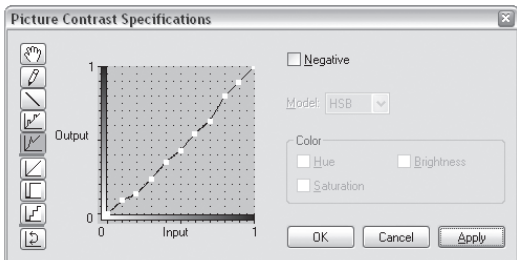 Picture Contrast Specifications
Negative
Model: HSB
Color
Hue Brightness
Saturation
1
Output
0
0 Input 1
OK Cancel Apply